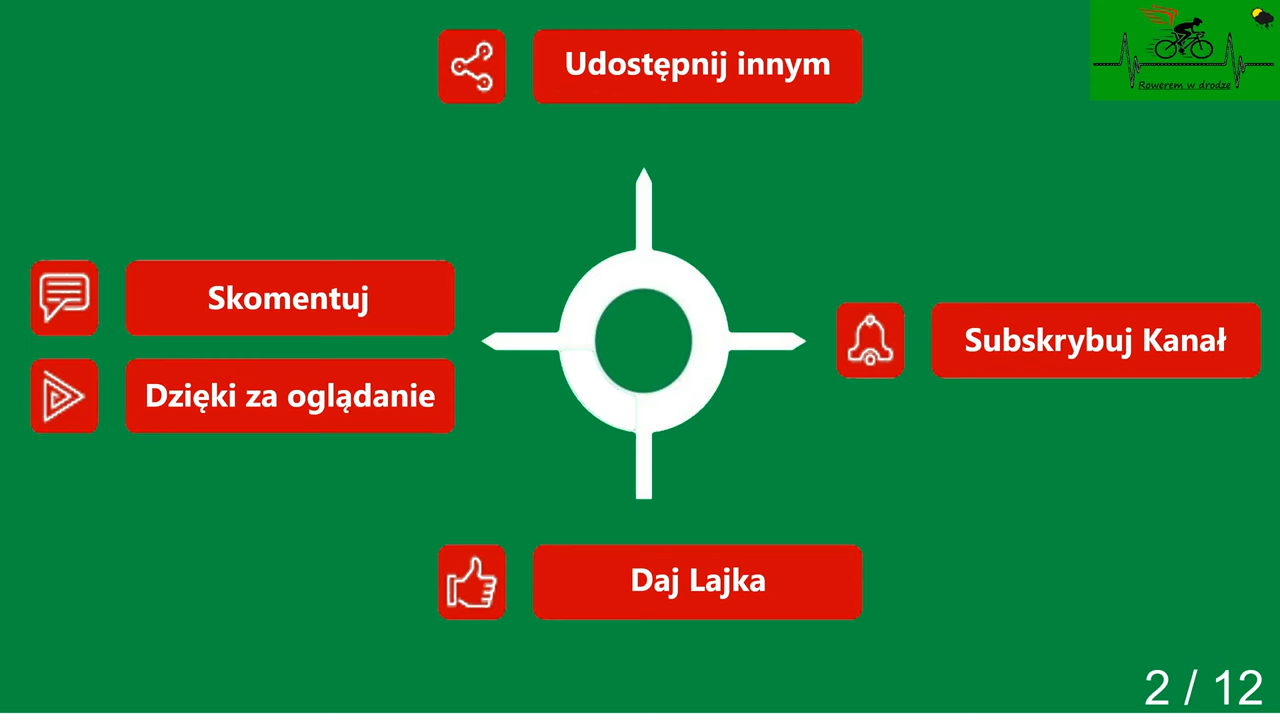 Udostępnij innym
Rowerem w drodze
Skomentuj
Dzięki za oglądanie
Subskrybuj Kanał
Daj Lajka
2 / 12